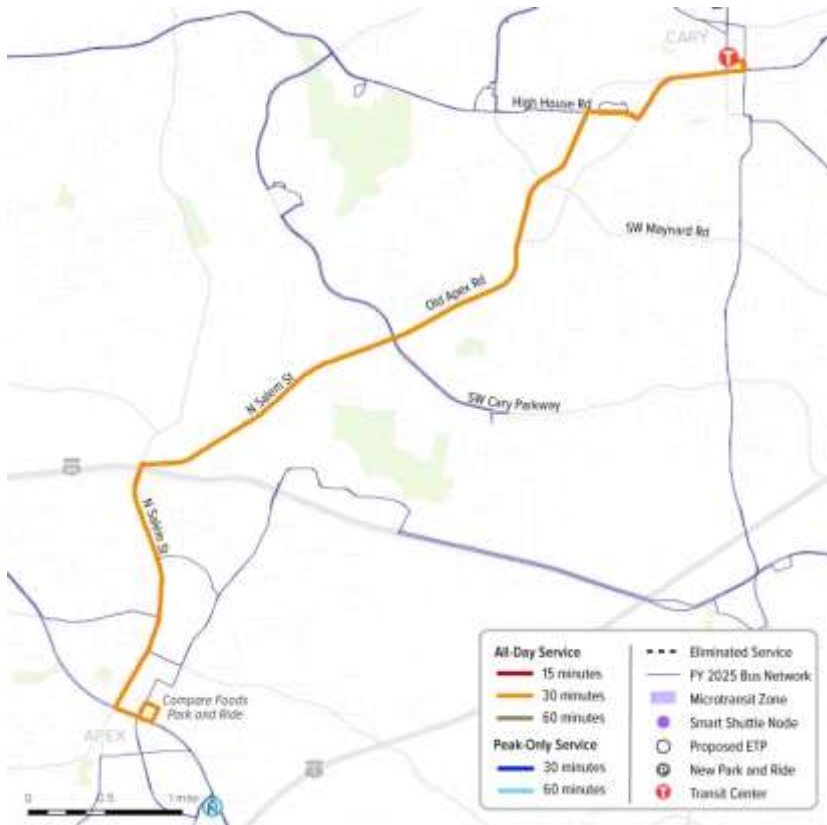 CARY
T
High House Rd
SW Maynard Rd
Old Apex Rd
N Salem St
SW Cary Parkway
N Salem St
Compare Foods
Park and Ride
APEX
0 0.5 1 map
All-Day Service
15 minutes
30 minutes
60 minutes
Peak-Only Service
30 minutes
60 minutes
Eliminated Service
FY 2025 Bus Network
Microtransit Zone
Smart Shuttle Node
Proposed ETP
P New Park and Ride
T Transit Center